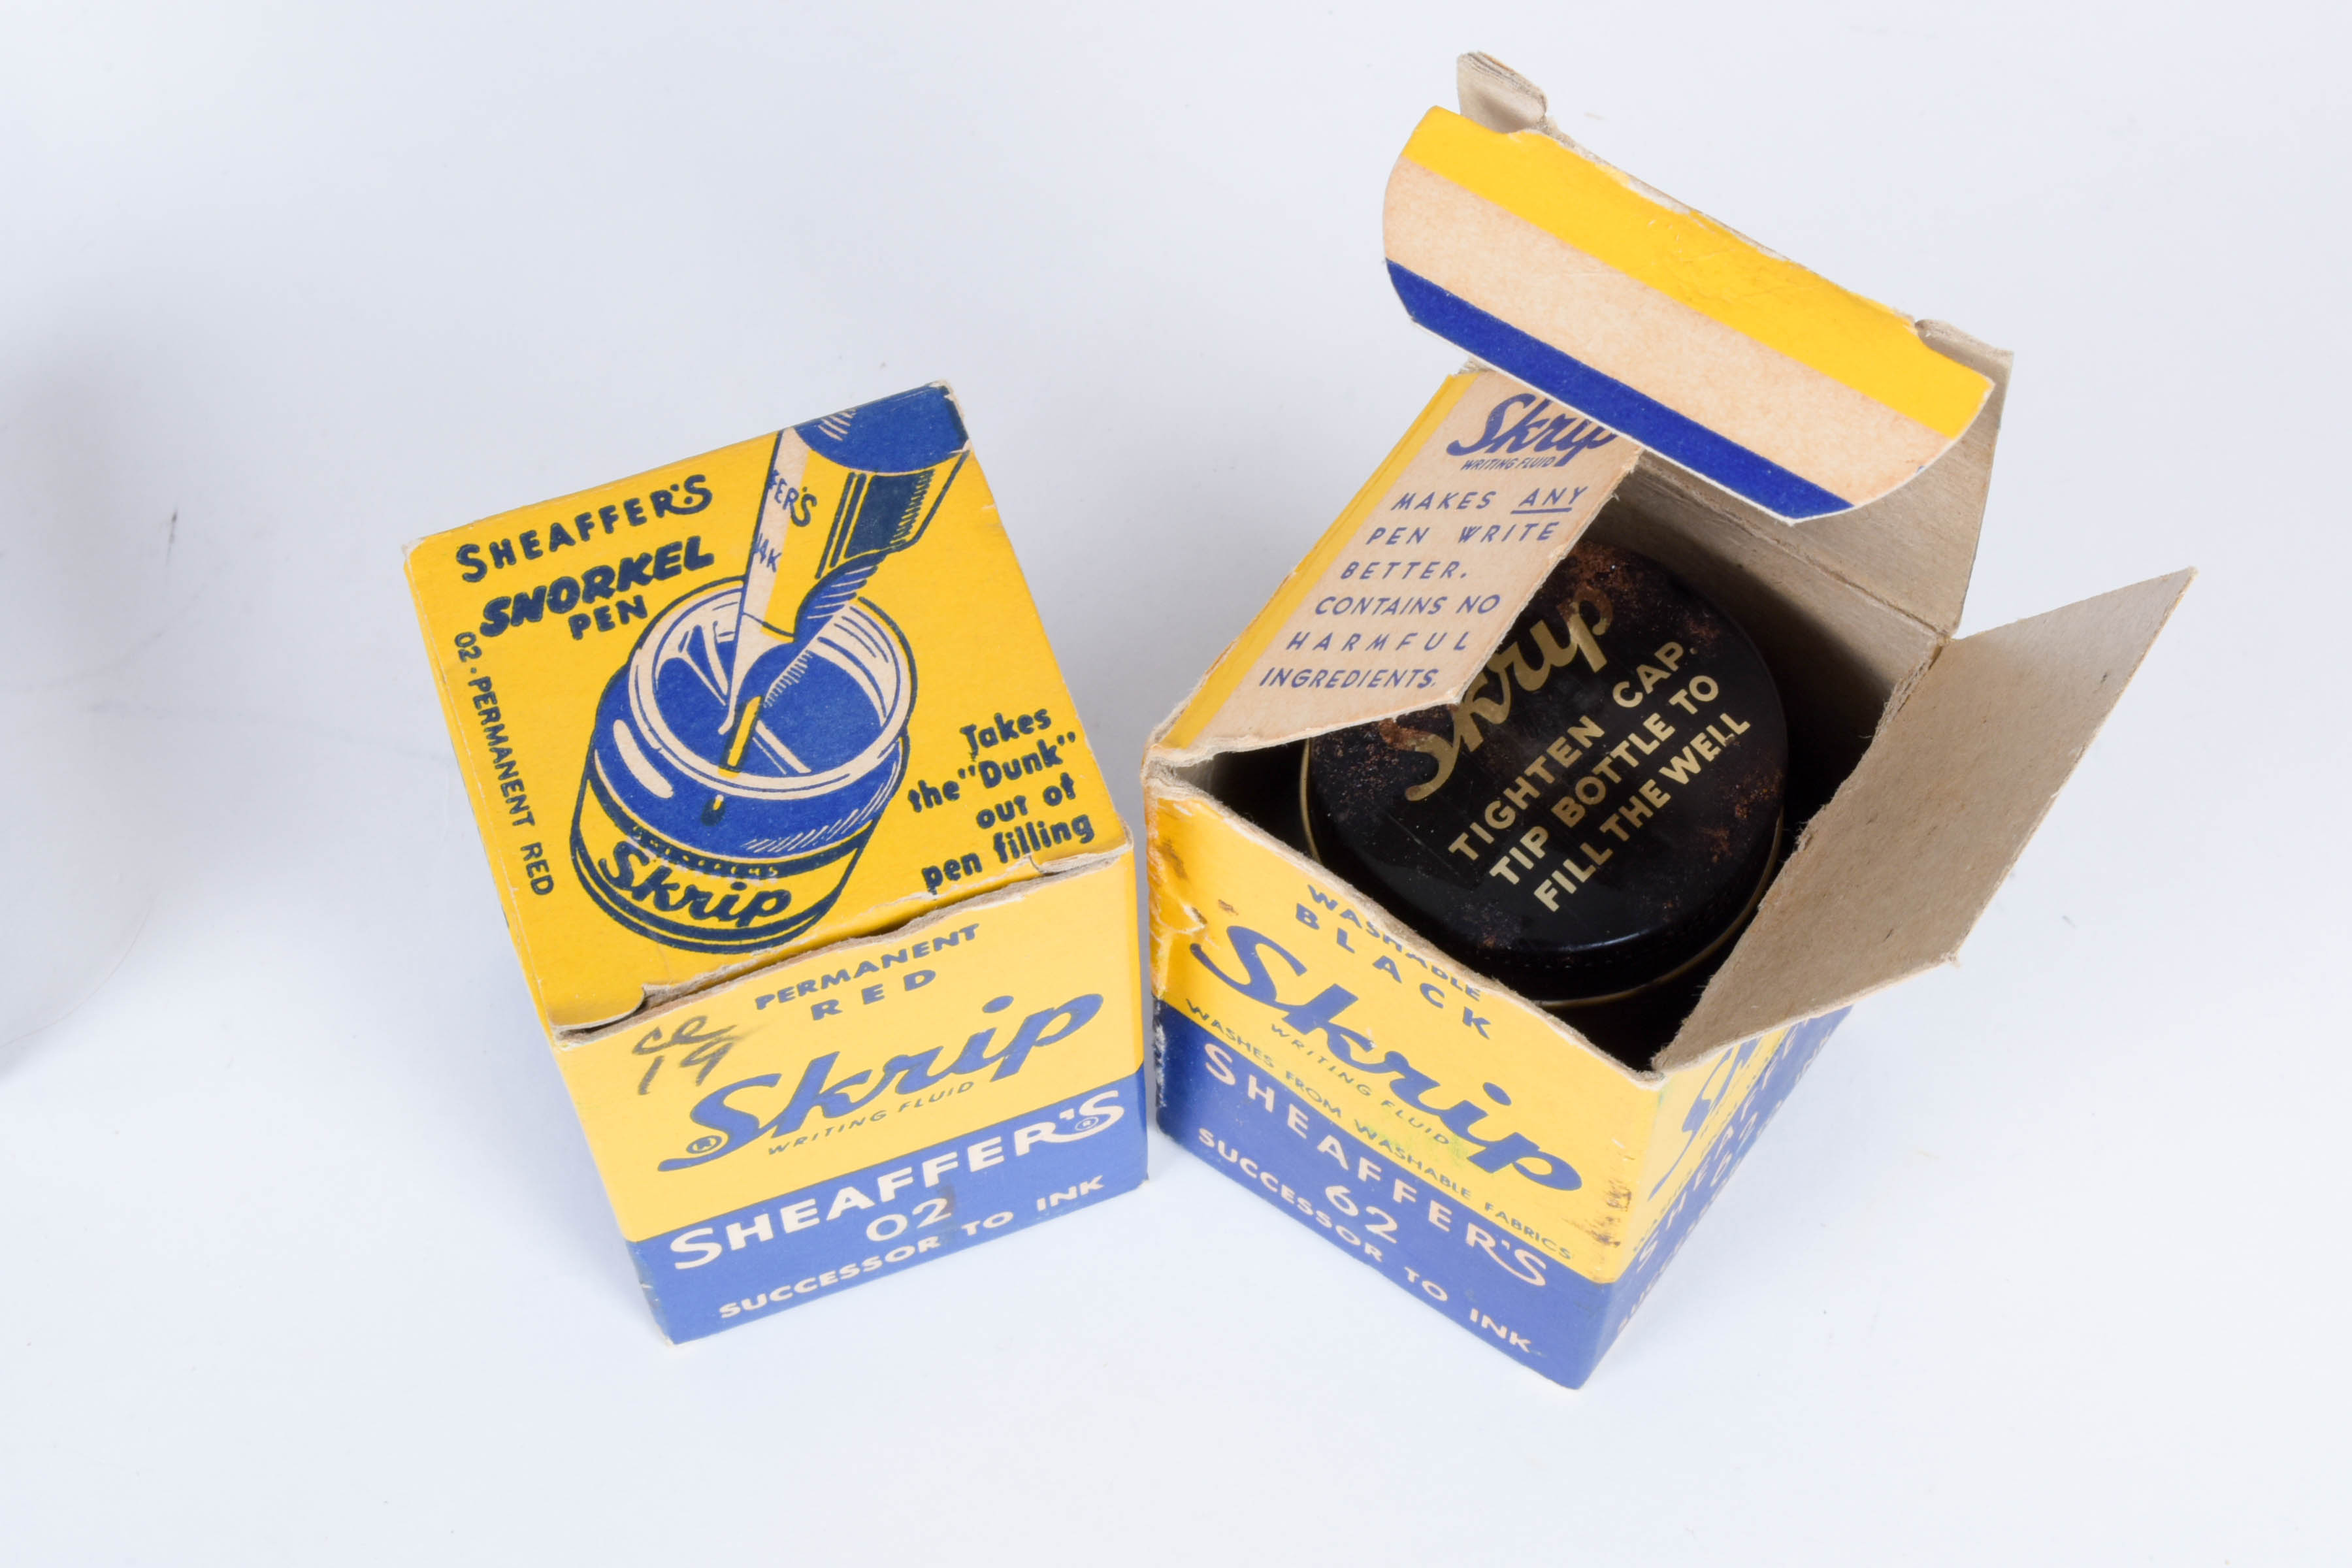 SHEAFFER'S
SNORKEL
PEN
02 • PERMANENT RED
FER'S
14K
Takes
the "Dunk"
out of
pen filling
Skrip
PERMANENT
RED
19
Skrip
®
WRITING FLUID
SHEAFFER'S
®
02
SUCCESSOR TO INK
Skrip
WRITING FLUID
MAKES ANY
PEN WRITE
BETTER.
CONTAINS NO
HARMFUL
INGREDIENTS.
Skrip
TIGHTEN CAP.
TIP BOTTLE TO
FILL THE WELL
WASHABLE
BLACK
Skrip
WRITING FLUID
WASHES FROM WASHABLE FABRICS
SHEAFFER'S
62
SUCCESSOR TO INK